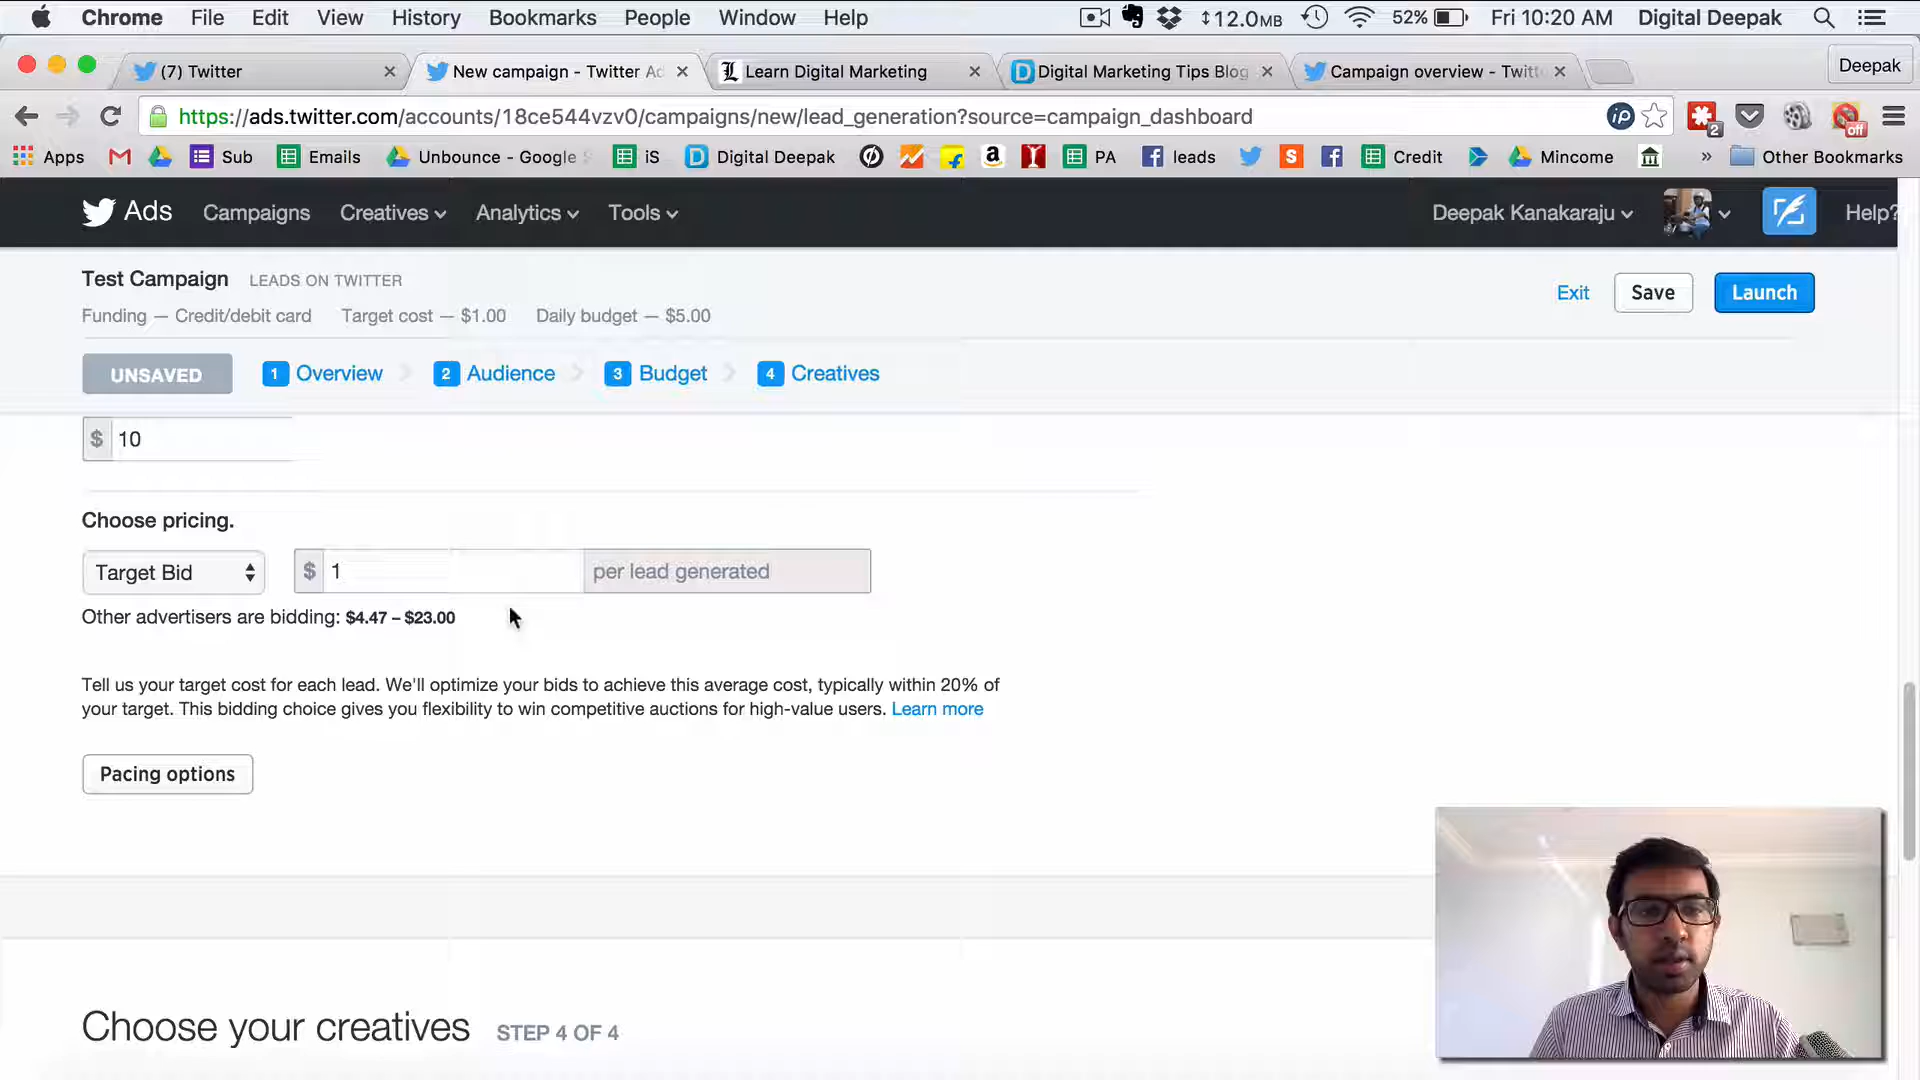 Chrome File Edit View History Bookmarks People Window Help 12.0MB 52% Fri 10:20 AM Digital Deepak
(7) Twitter New campaign - Twitter Ad Learn Digital Marketing Digital Marketing Tips Blog Campaign overview - Twitt Deepak
https://ads.twitter.com/accounts/18ce544vzv0/campaigns/new/lead_generation?source=campaign_dashboard iP 2 off
Apps Sub Emails Unbounce - Google iS Digital Deepak PA leads Credit Mincome » Other Bookmarks
Ads Campaigns Creatives Analytics Tools Deepak Kanakaraju Help?
Test Campaign LEADS ON TWITTER
Exit Save Launch
Funding — Credit/debit card Target cost — $1.00 Daily budget — $5.00
UNSAVED 1 Overview 2 Audience 3 Budget 4 Creatives
$ 10
Choose pricing.
Target Bid $ 1 per lead generated
Other advertisers are bidding: $4.47 – $23.00
Tell us your target cost for each lead. We'll optimize your bids to achieve this average cost, typically within 20% of
your target. This bidding choice gives you flexibility to win competitive auctions for high-value users. Learn more
Pacing options
Choose your creatives STEP 4 OF 4